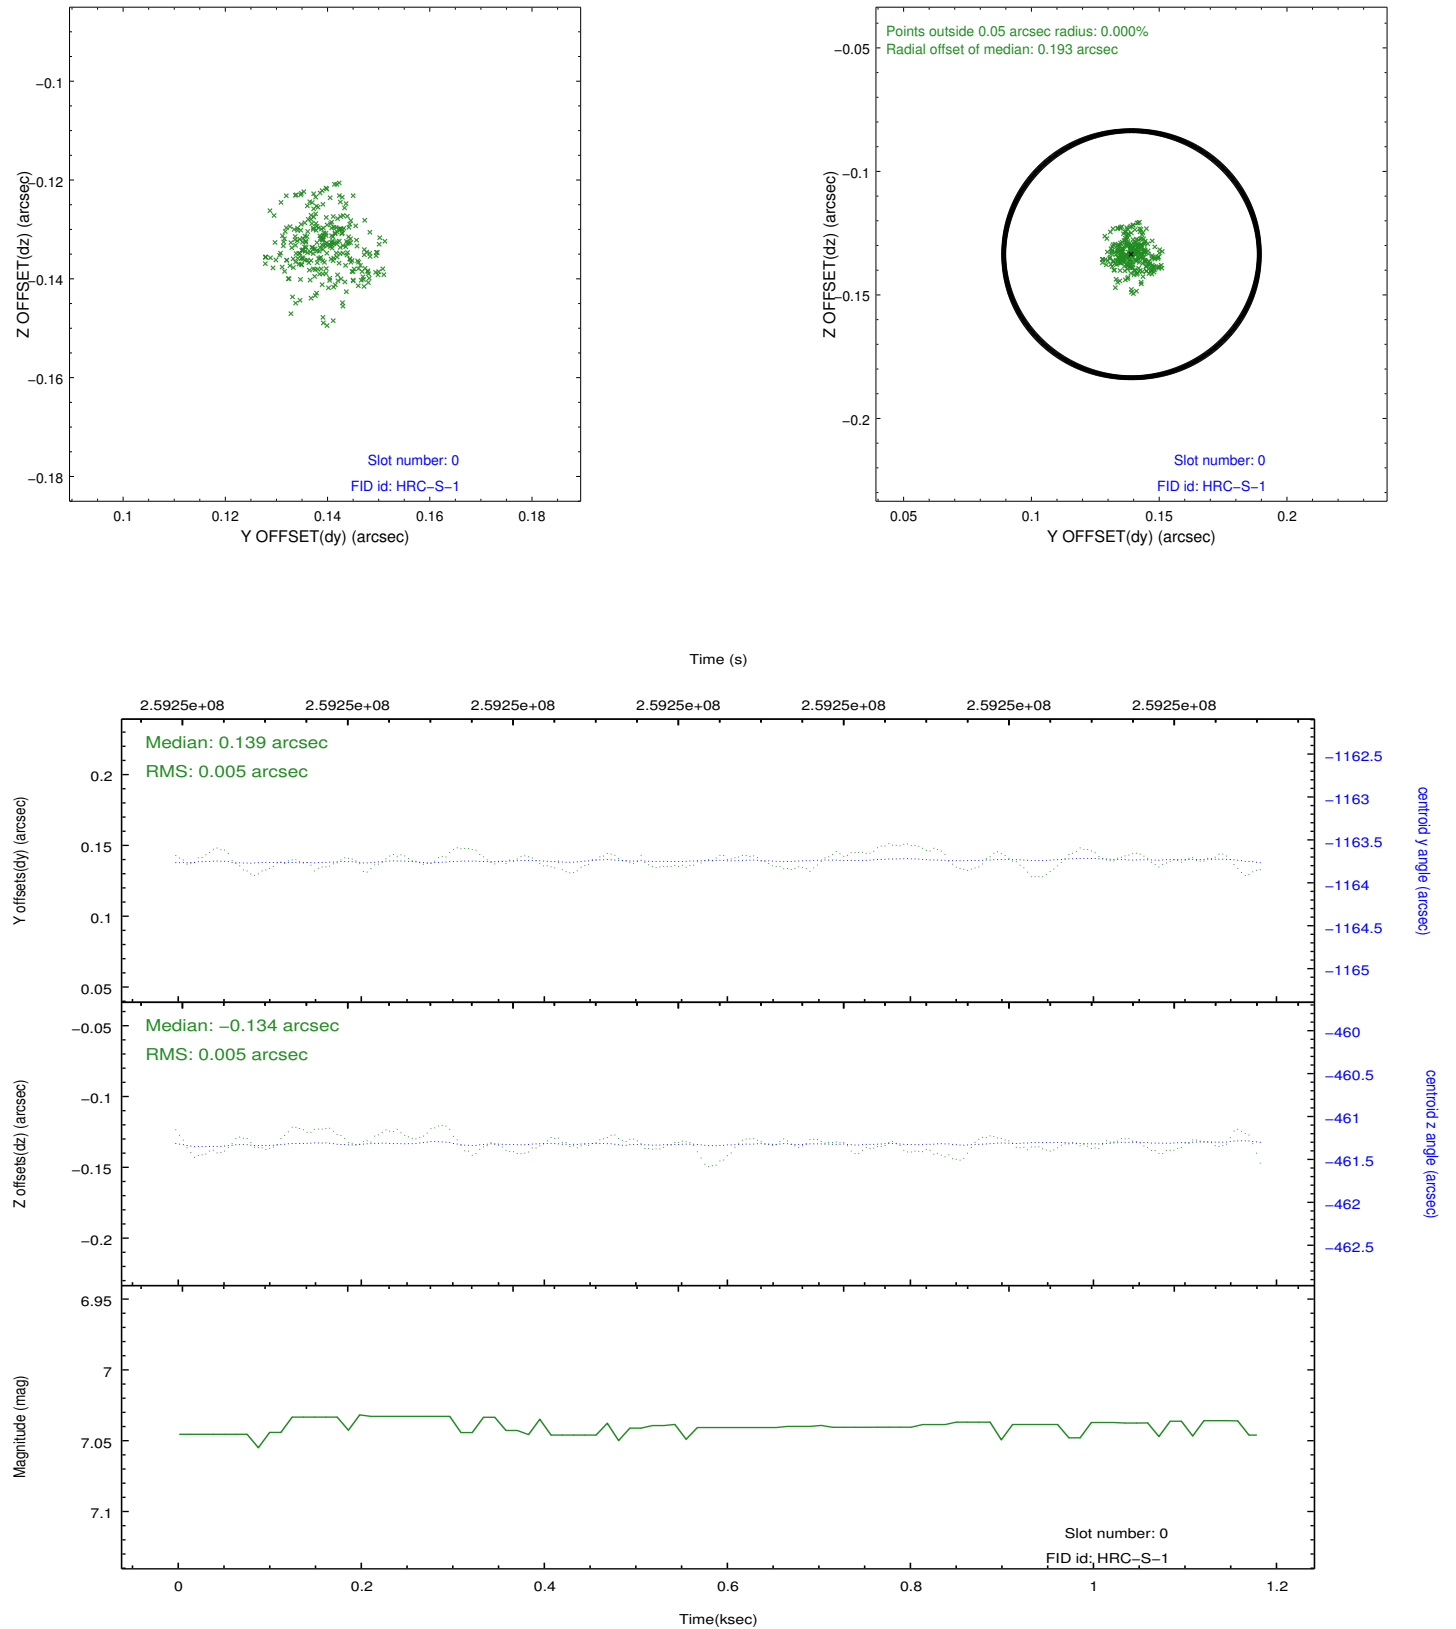 −0.1
−0.12
−0.14
−0.16
−0.18
Z OFFSET(dz) (arcsec)
Slot number: 0
FID id: HRC−S−1
0.1 0.12 0.14 0.16 0.18
Y OFFSET(dy) (arcsec)
Points outside 0.05 arcsec radius: 0.000%
Radial offset of median: 0.193 arcsec
−0.05
−0.1
−0.15
−0.2
Z OFFSET(dz) (arcsec)
Slot number: 0
FID id: HRC−S−1
0.05 0.1 0.15 0.2
Y OFFSET(dy) (arcsec)
Time (s)
2.5925e+08 2.5925e+08 2.5925e+08 2.5925e+08 2.5925e+08 2.5925e+08 2.5925e+08
Median: 0.139 arcsec
RMS: 0.005 arcsec
0.2
0.15
0.1
0.05
Y offsets(dy) (arcsec)
−1162.5
−1163
−1163.5
−1164
−1164.5
−1165
centroid y angle (arcsec)
Median: −0.134 arcsec
RMS: 0.005 arcsec
−0.05
−0.1
−0.15
−0.2
Z offsets(dz) (arcsec)
−460
−460.5
−461
−461.5
−462
−462.5
centroid z angle (arcsec)
6.95
7
7.05
7.1
Magnitude (mag)
Slot number: 0
FID id: HRC−S−1
0 0.2 0.4 0.6 0.8 1 1.2
Time(ksec)